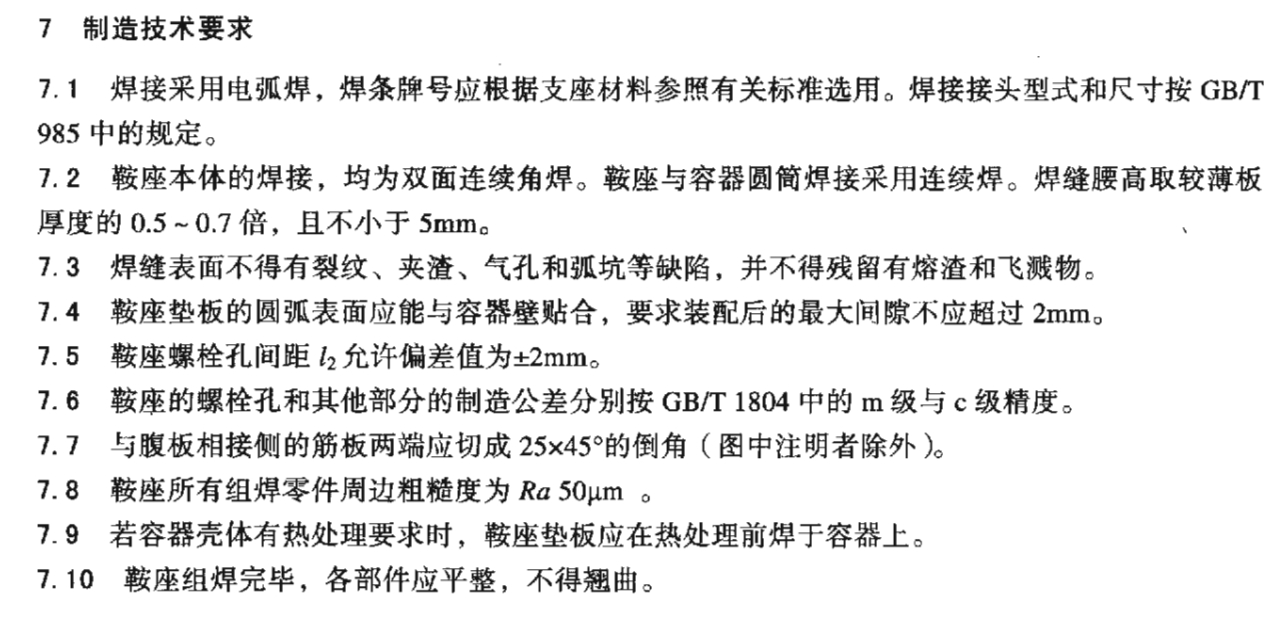 7 制造技术要求
7.1 焊接采用电弧焊，焊条牌号应根据支座材料参照有关标准选用。焊接接头型式和尺寸按 GB/T
985 中的规定。
7.2 鞍座本体的焊接，均为双面连续角焊。鞍座与容器圆筒焊接采用连续焊。焊缝腰高取较薄板
厚度的 0.5～0.7 倍，且不小于 5mm。
7.3 焊缝表面不得有裂纹、夹渣、气孔和弧坑等缺陷，并不得残留有熔渣和飞溅物。
7.4 鞍座垫板的圆弧表面应能与容器壁贴合，要求装配后的最大间隙不应超过 2mm。
7.5 鞍座螺栓孔间距 l₂ 允许偏差值为±2mm。
7.6 鞍座的螺栓孔和其他部分的制造公差分别按 GB/T 1804 中的 m 级与 c 级精度。
7.7 与腹板相接侧的筋板两端应切成 25×45°的倒角（图中注明者除外）。
7.8 鞍座所有组焊零件周边粗糙度为 Ra 50μm 。
7.9 若容器壳体有热处理要求时，鞍座垫板应在热处理前焊于容器上。
7.10 鞍座组焊完毕，各部件应平整，不得翘曲。